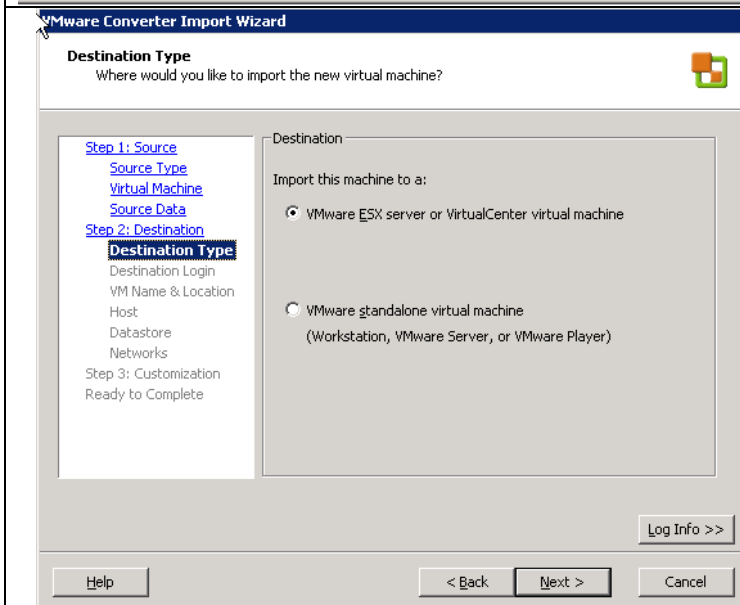 VMware Converter Import Wizard
Destination Type
Where would you like to import the new virtual machine?
Step 1: Source
Source Type
Virtual Machine
Source Data
Step 2: Destination
Destination Type
Destination Login
VM Name & Location
Host
Datastore
Networks
Step 3: Customization
Ready to Complete
Destination
Import this machine to a:
VMware ESX server or VirtualCenter virtual machine
VMware standalone virtual machine
(Workstation, VMware Server, or VMware Player)
Log Info >>
Help
< Back
Next >
Cancel